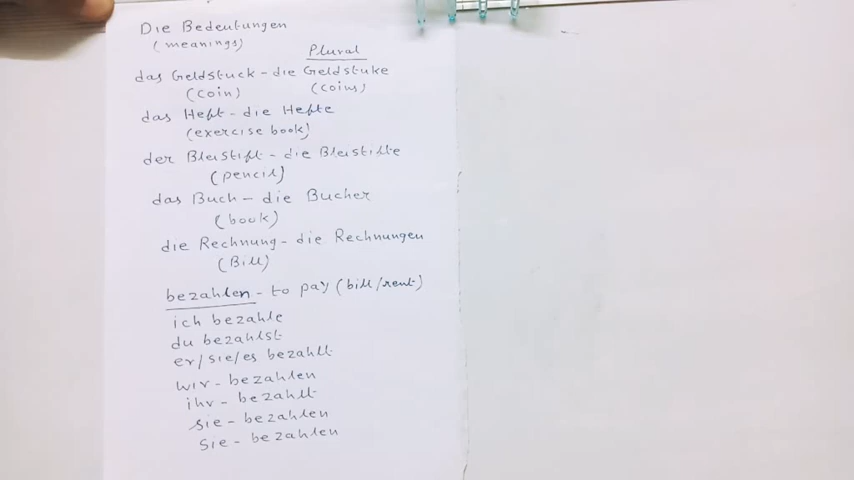 Die Bedeutungen
(meanings)
Plural
das Geldstuck - die Geldstuke
(coin) (coins)
das Heft - die Hefte
(exercise book)
der Bleistift - die Bleistifte
(pencil)
das Buch - die Bucher
(book)
die Rechnung - die Rechnungen
(Bill)
bezahlen - to pay (bill/rent)
ich bezahle
du bezahlst
er/sie/es bezahlt
wir - bezahlen
ihr - bezahlt
sie - bezahlen
Sie - bezahlen